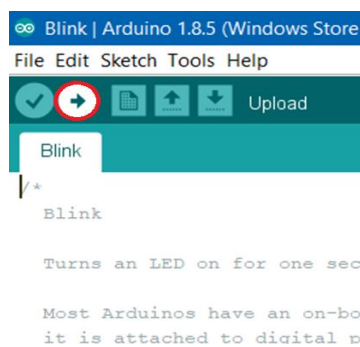 Blink | Arduino 1.8.5 (Windows Store
File Edit Sketch Tools Help
Upload
Blink
/*
Blink
Turns an LED on for one sec
Most Arduinos have an on-bo
it is attached to digital p